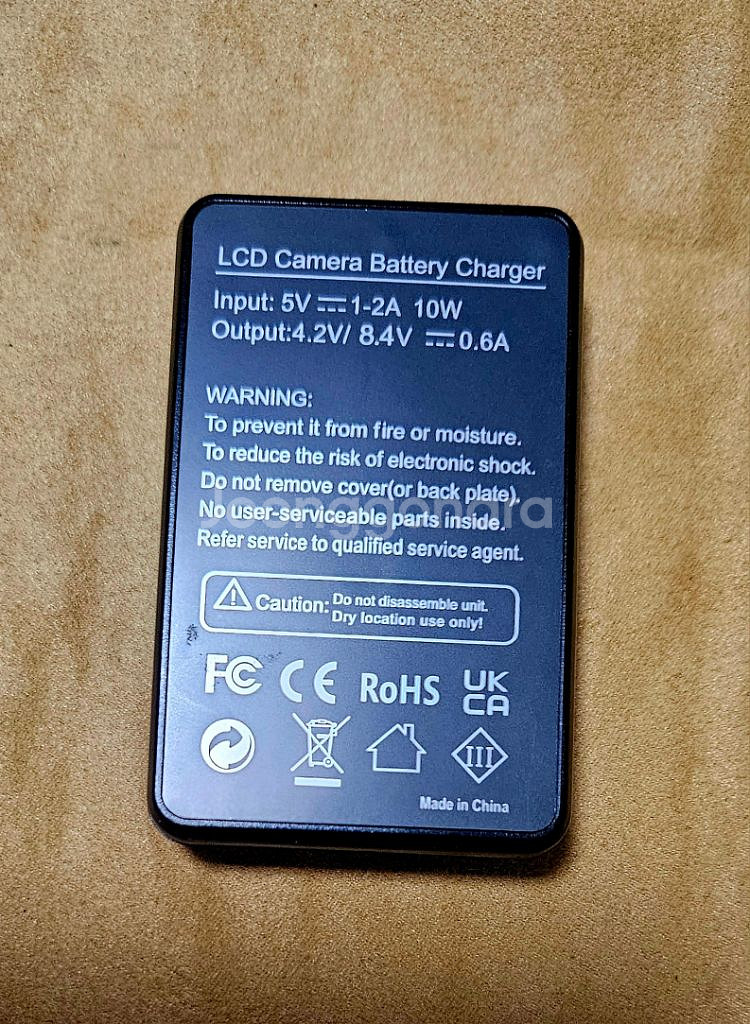 LCD Camera Battery Charger
Input: 5V ⎓ 1-2A 10W
Output:4.2V/ 8.4V ⎓ 0.6A
WARNING:
To prevent it from fire or moisture.
To reduce the risk of electronic shock.
Do not remove cover(or back plate).
Joonggonara
No user-serviceable parts inside.
Refer service to qualified service agent.
Caution: Do not disassemble unit.
Dry location use only!
FC CE RoHS UK
CA
III
Made in China